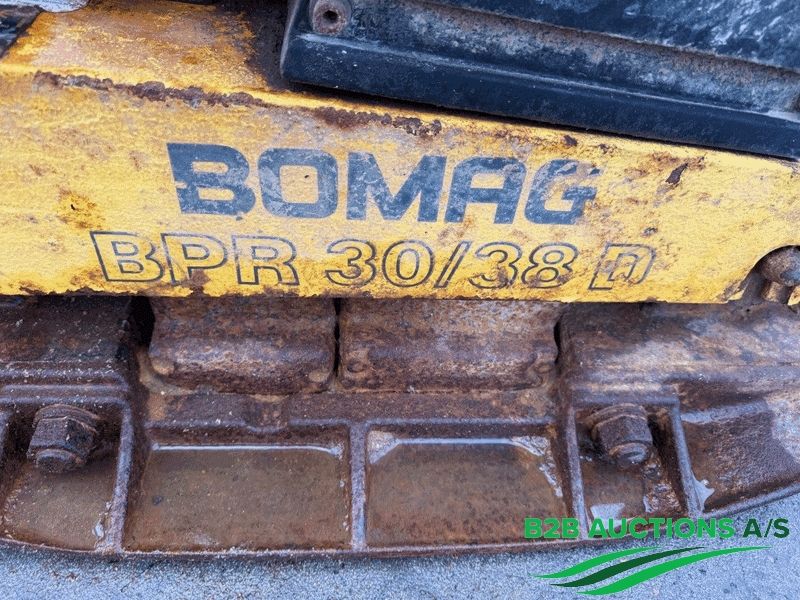 BOMAG
BPR 30/38 D
B2B AUCTIONS A/S